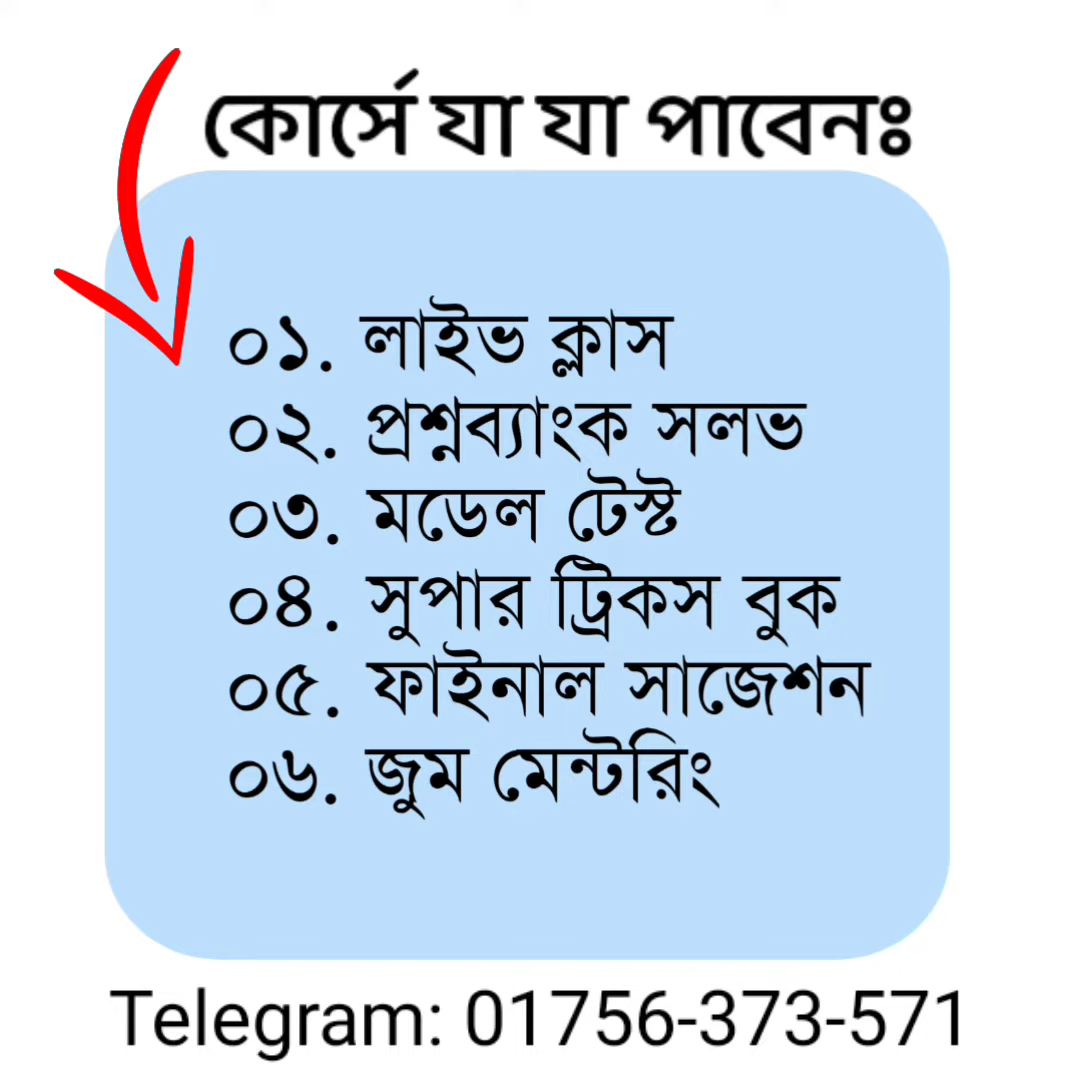 কোর্সে যা যা পাবেনঃ
০১. লাইভ ক্লাস
০২. প্রশ্নব্যাংক সলভ
০৩. মডেল টেস্ট
০৪. সুপার ট্রিকস বুক
০৫. ফাইনাল সাজেশন
০৬. জুম মেন্টরিং
Telegram: 01756-373-571